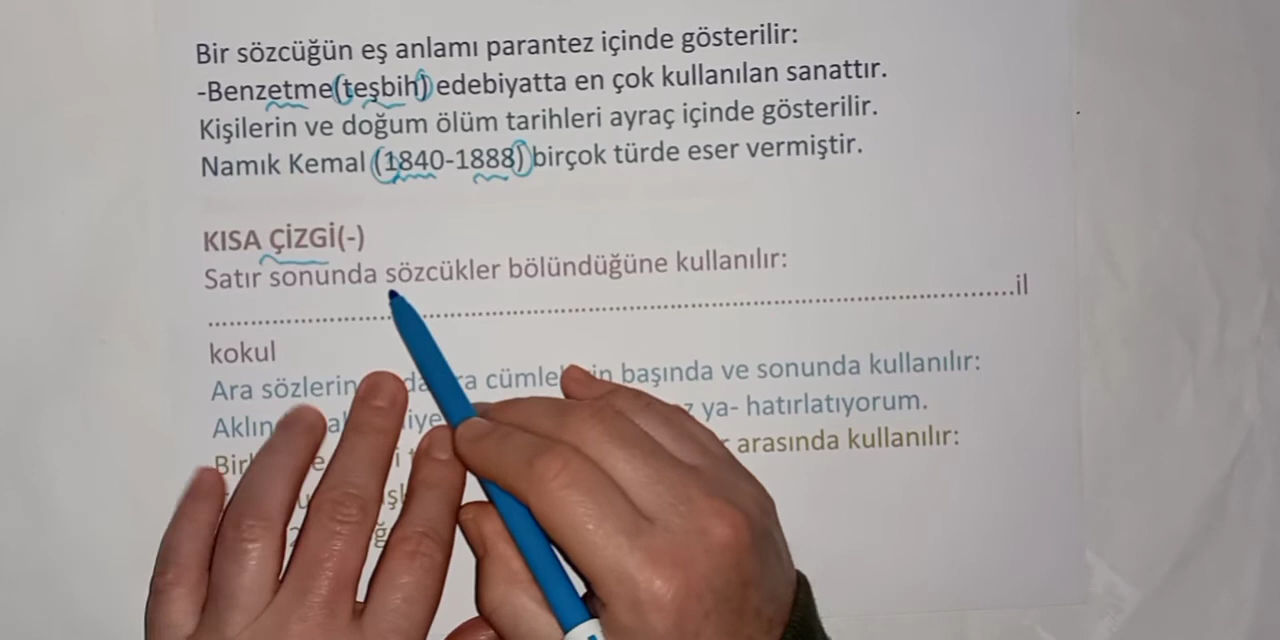 Bir sözcüğün eş anlamı parantez içinde gösterilir:
-Benzetme(teşbih) edebiyatta en çok kullanılan sanattır.
Kişilerin ve doğum ölüm tarihleri ayraç içinde gösterilir.
Namık Kemal (1840-1888) birçok türde eser vermiştir.
KISA ÇİZGİ(-)
Satır sonunda sözcükler bölündüğüne kullanılır:
..............................................................................................il
kokul
Ara sözlerin cümlelerin başında ve sonunda kullanılır:
ya- hatırlatıyorum.
arasında kullanılır: